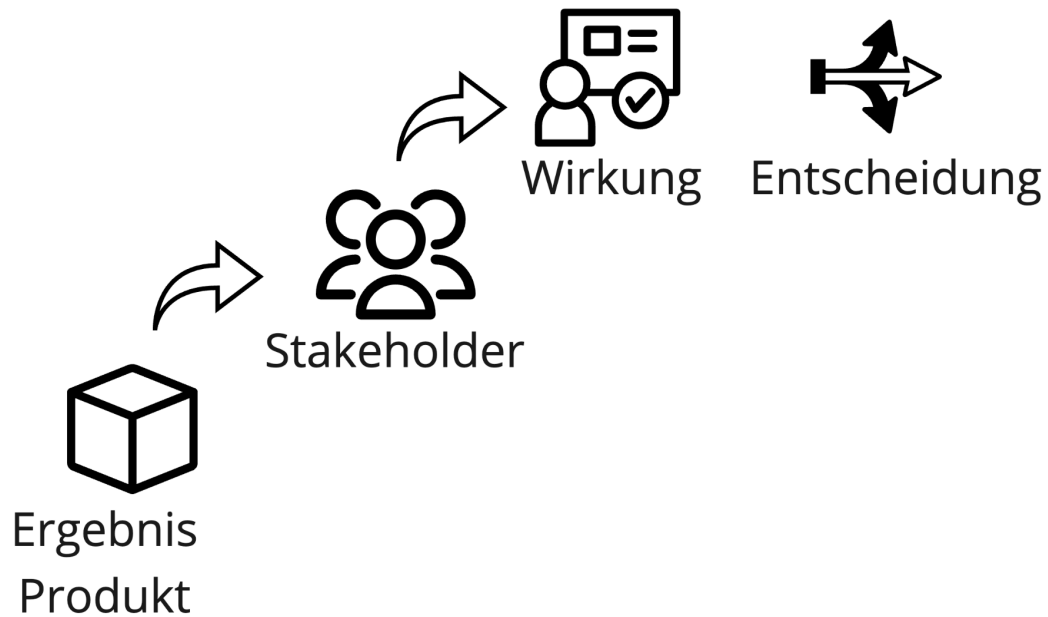 Wirkung
Entscheidung
Stakeholder
Ergebnis
Produkt